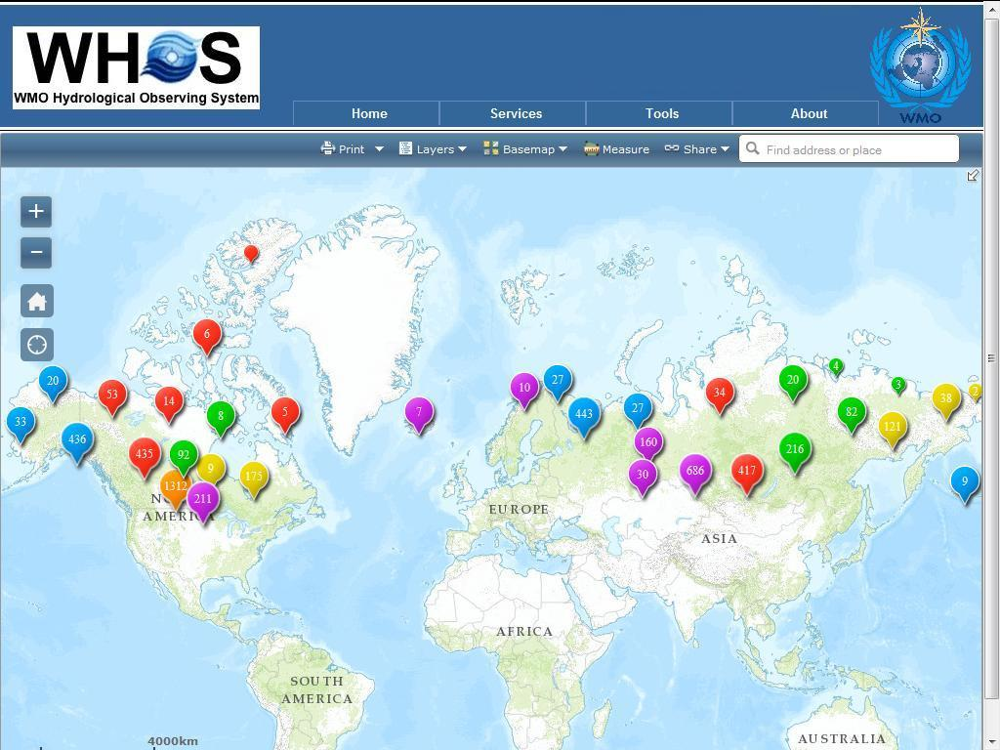 WHOS
WMO Hydrological Observing System
WMO
Home Services Tools About
Print Layers Basemap Measure Share Find address or place
+
−
6
20 53 14 8 5 7 10 27 443 27 34 20 4 82 3 38 2
33 436 435 92 9 175 160 216 121
1312 211 30 686 417 9
AMERICA
EUROPE
ASIA
AFRICA
SOUTH
AMERICA
AUSTRALIA
4000km